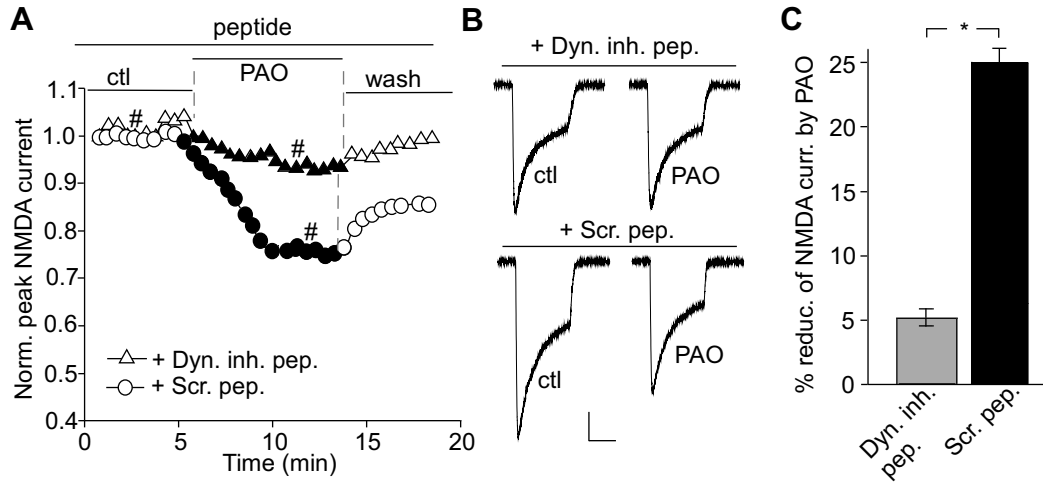 A
peptide
ctl
PAO
wash
Norm. peak NMDA current
1.1
1.0
0.9
0.8
0.7
0.6
0.5
0.4
#
#
#
+ Dyn. inh. pep.
+ Scr. pep.
0
5
10
15
20
Time (min)
B
+ Dyn. inh. pep.
ctl
PAO
+ Scr. pep.
ctl
PAO
C
% reduc. of NMDA curr. by PAO
*
25
20
15
10
5
0
Dyn. inh.
pep.
Scr. pep.